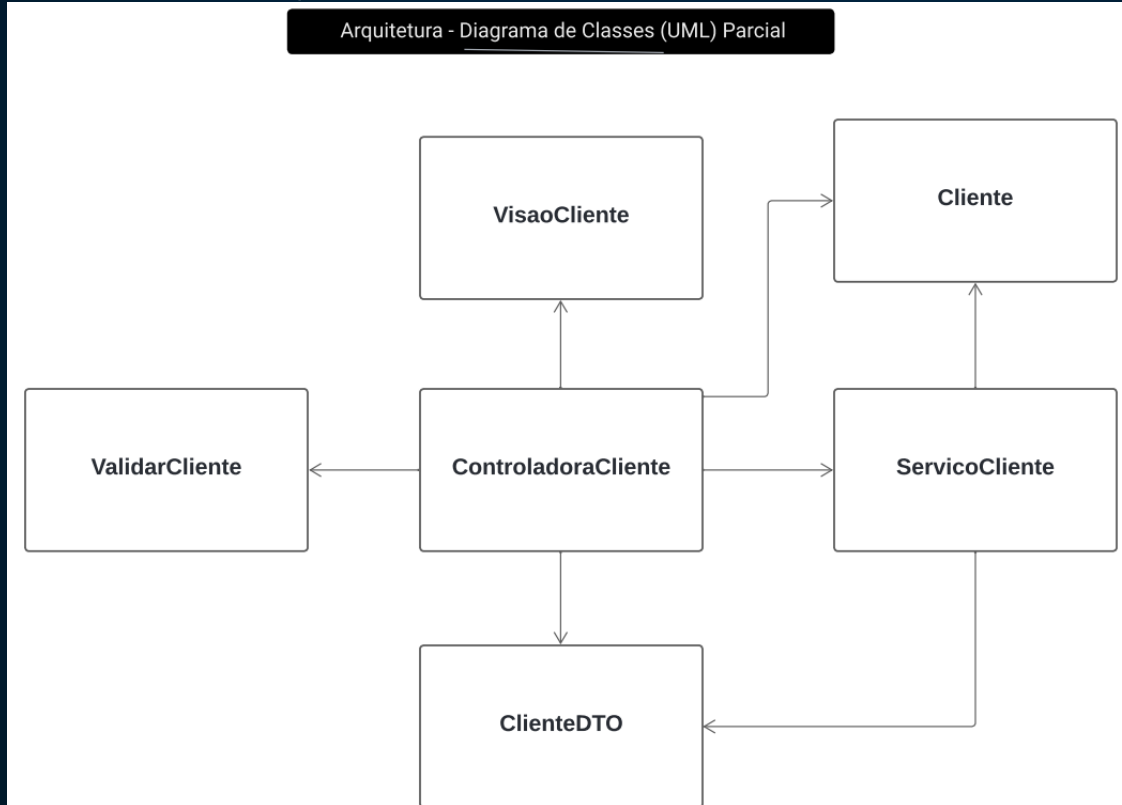 Arquitetura - Diagrama de Classes (UML) Parcial
VisaoCliente
Cliente
ValidarCliente
ControladoraCliente
ServicoCliente
ClienteDTO